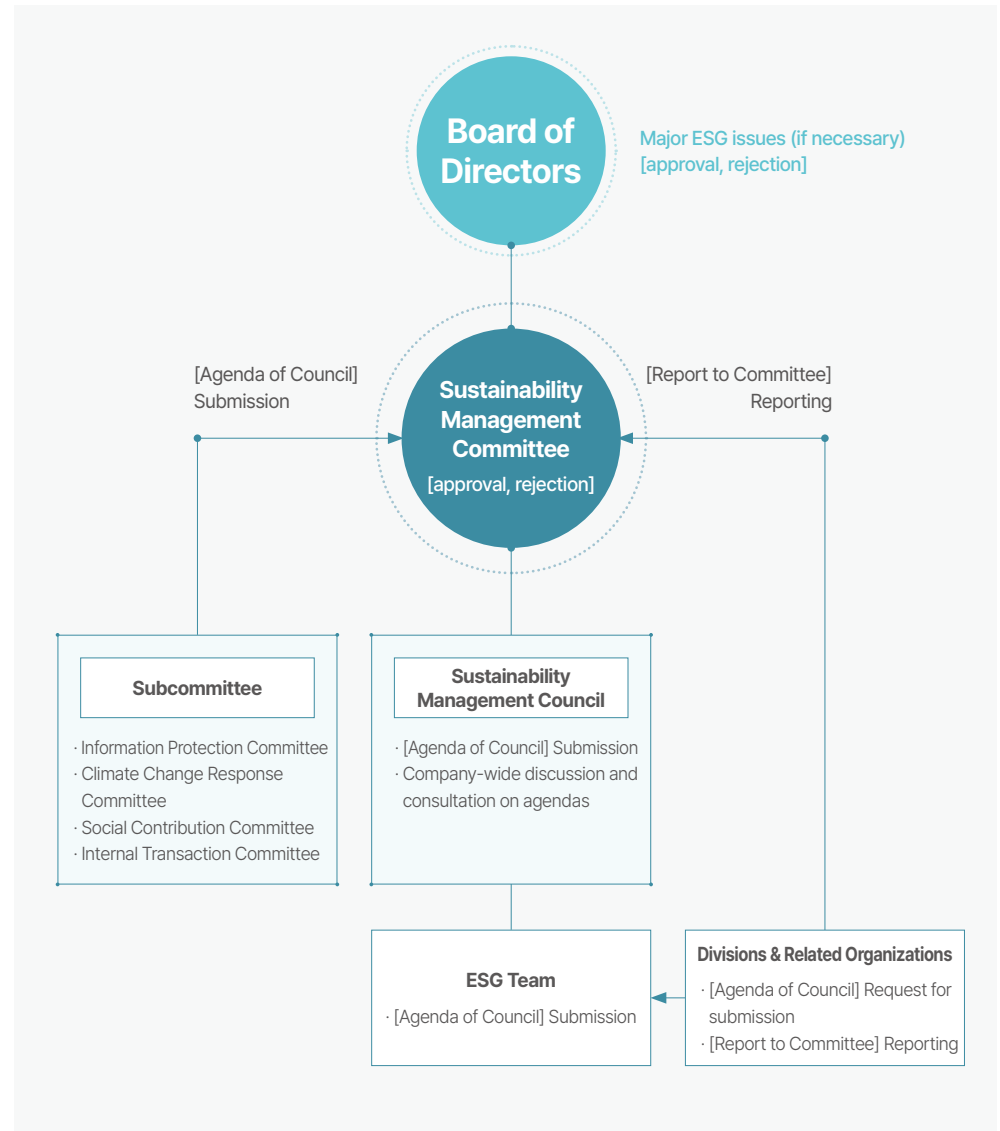 Board of
Directors
Major ESG issues (if necessary)
[approval, rejection]
[Agenda of Council]
Submission
Sustainability
Management
Committee
[approval, rejection]
[Report to Committee]
Reporting
Subcommittee
· Information Protection Committee
· Climate Change Response
Committee
· Social Contribution Committee
· Internal Transaction Committee
Sustainability
Management Council
· [Agenda of Council] Submission
· Company-wide discussion and
consultation on agendas
ESG Team
· [Agenda of Council] Submission
Divisions & Related Organizations
· [Agenda of Council] Request for
submission
· [Report to Committee] Reporting